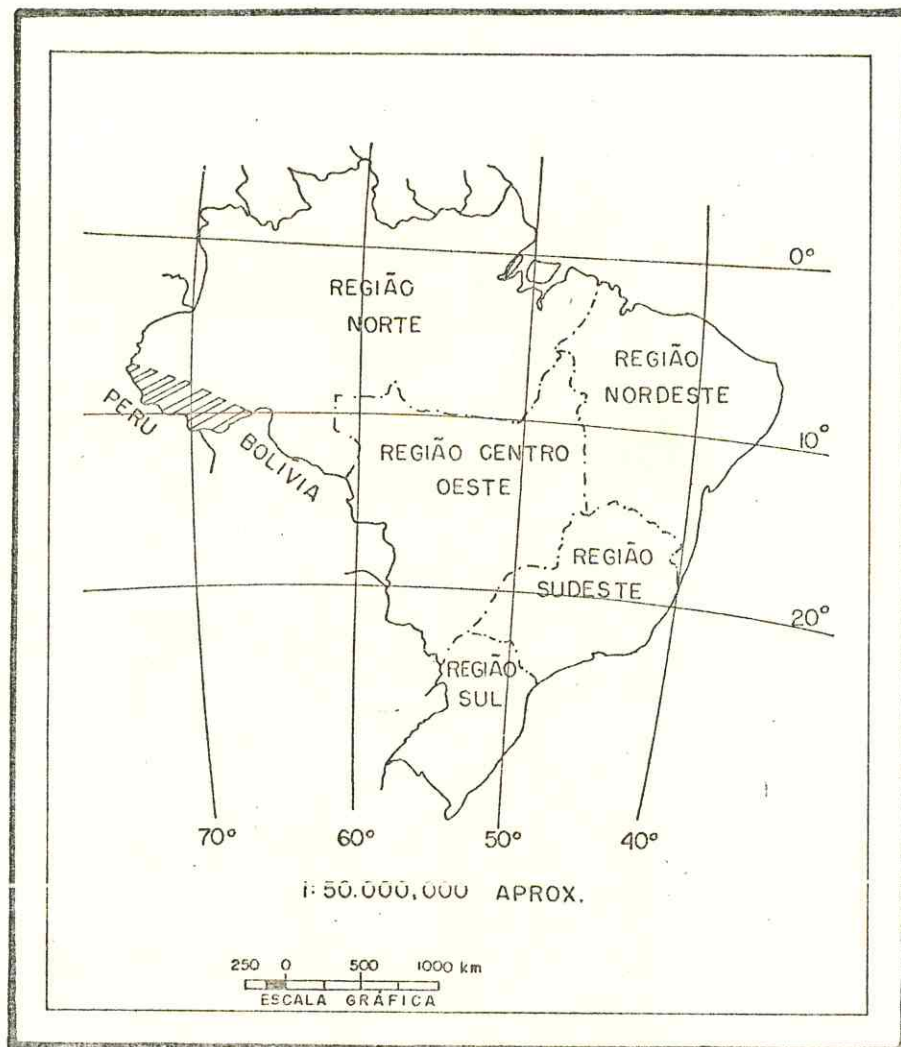 0°
REGIÃO
NORTE
REGIÃO
NORDESTE
PERU
BOLIVIA
10°
REGIÃO CENTRO
OESTE
REGIÃO
SUDESTE
20°
REGIÃO
SUL
70° 60° 50° 40°
1:50.000,000 APROX.
250 0 500 1000 km
ESCALA GRÁFICA